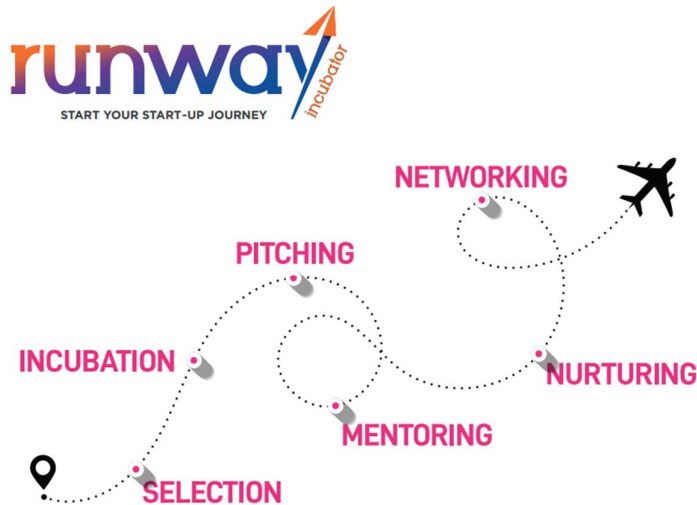 runway
incubator
START YOUR START-UP JOURNEY
NETWORKING
PITCHING
INCUBATION
NURTURING
MENTORING
SELECTION